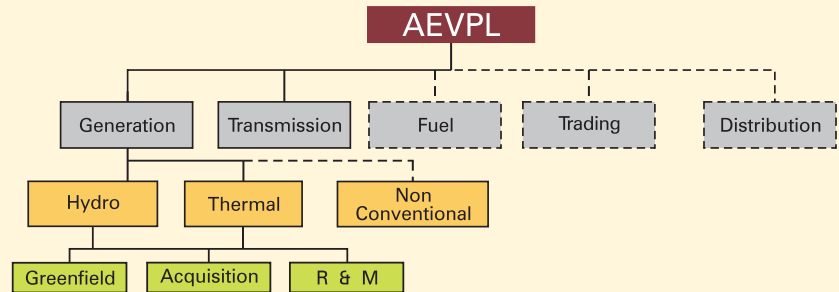 AEVPL
Generation
Transmission
Fuel
Trading
Distribution
Hydro
Thermal
Non
Conventional
Greenfield
Acquisition
R & M